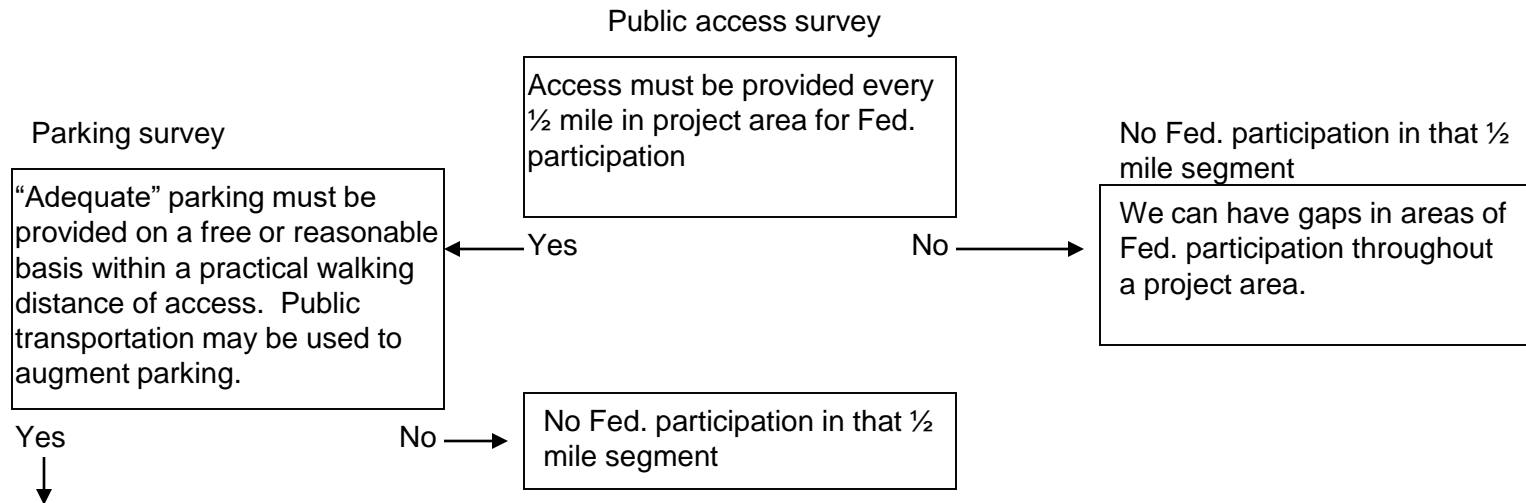 Public access survey
Access must be provided every
½ mile in project area for Fed.
participation
Parking survey
“Adequate” parking must be
provided on a free or reasonable
basis within a practical walking
distance of access.  Public
transportation may be used to
augment parking.
No Fed. participation in that ½
mile segment
We can have gaps in areas of
Fed. participation throughout
a project area.
Yes
No
Yes
No
No Fed. participation in that ½
mile segment